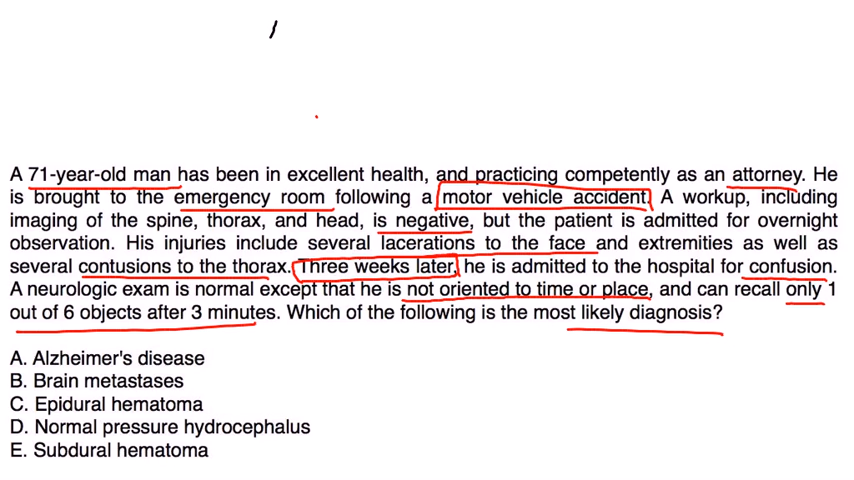 A 71-year-old man has been in excellent health, and practicing competently as an attorney. He
is brought to the emergency room following a motor vehicle accident. A workup, including
imaging of the spine, thorax, and head, is negative, but the patient is admitted for overnight
observation. His injuries include several lacerations to the face and extremities as well as
several contusions to the thorax. Three weeks later, he is admitted to the hospital for confusion.
A neurologic exam is normal except that he is not oriented to time or place, and can recall only 1
out of 6 objects after 3 minutes. Which of the following is the most likely diagnosis?
A. Alzheimer's disease
B. Brain metastases
C. Epidural hematoma
D. Normal pressure hydrocephalus
E. Subdural hematoma